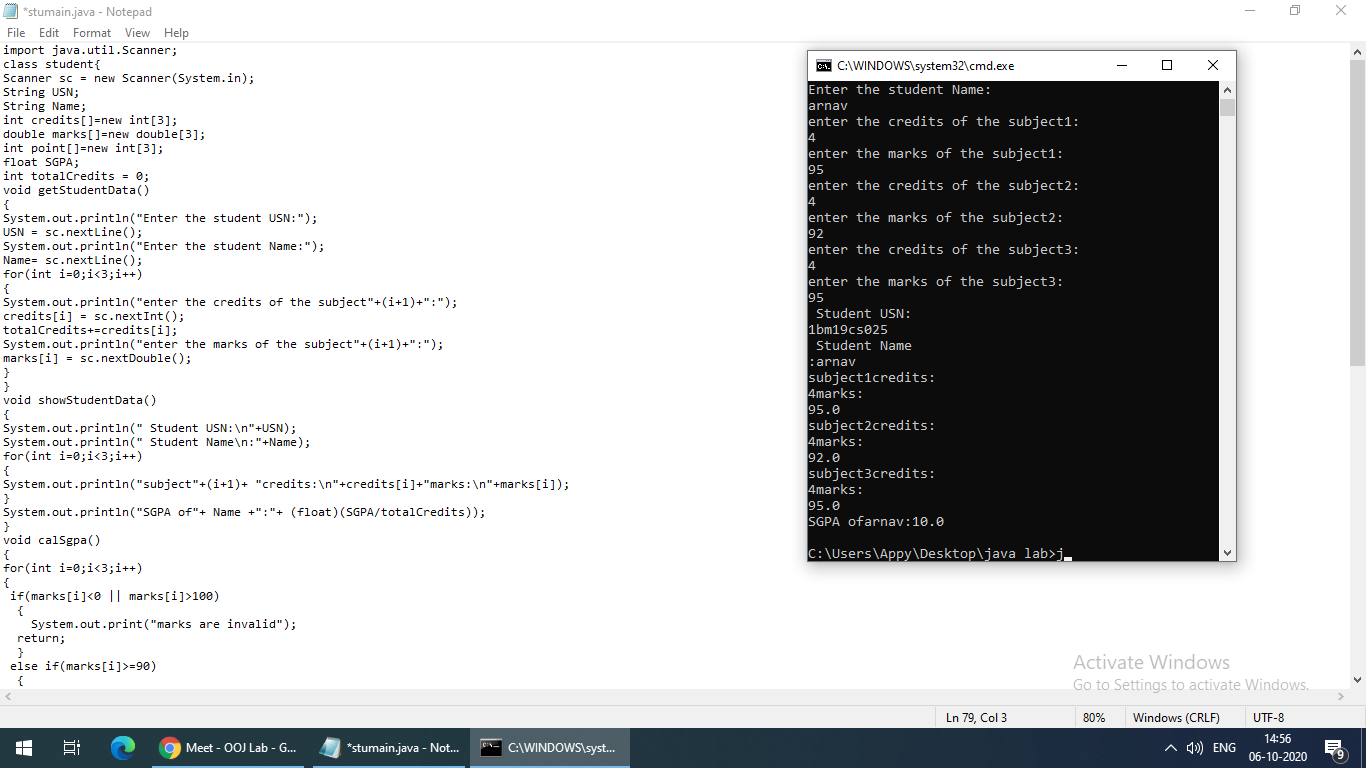 *stumain.java - Notepad
File Edit Format View Help
import java.util.Scanner;
class student{
Scanner sc = new Scanner(System.in);
String USN;
String Name;
int credits[]=new int[3];
double marks[]=new double[3];
int point[]=new int[3];
float SGPA;
int totalCredits = 0;
void getStudentData()
{
System.out.println("Enter the student USN:");
USN = sc.nextLine();
System.out.println("Enter the student Name:");
Name= sc.nextLine();
for(int i=0;i<3;i++)
{
System.out.println("enter the credits of the subject"+(i+1)+":");
credits[i] = sc.nextInt();
totalCredits+=credits[i];
System.out.println("enter the marks of the subject"+(i+1)+":");
marks[i] = sc.nextDouble();
}
}
void showStudentData()
{
System.out.println(" Student USN:\n"+USN);
System.out.println(" Student Name\n:"+Name);
for(int i=0;i<3;i++)
{
System.out.println("subject"+(i+1)+ "credits:\n"+credits[i]+"marks:\n"+marks[i]);
}
System.out.println("SGPA of"+ Name +":"+ (float)(SGPA/totalCredits));
}
void calSgpa()
{
for(int i=0;i<3;i++)
{
if(marks[i]<0 || marks[i]>100)
{
System.out.print("marks are invalid");
return;
}
else if(marks[i]>=90)
{
C:\WINDOWS\system32\cmd.exe
Enter the student Name:
arnav
enter the credits of the subject1:
4
enter the marks of the subject1:
95
enter the credits of the subject2:
4
enter the marks of the subject2:
92
enter the credits of the subject3:
4
enter the marks of the subject3:
95
Student USN:
1bm19cs025
Student Name
:arnav
subject1credits:
4marks:
95.0
subject2credits:
4marks:
92.0
subject3credits:
4marks:
95.0
SGPA ofarnav:10.0
C:\Users\Appy\Desktop\java lab>j
Activate Windows
Go to Settings to activate Windows.
Ln 79, Col 3 80% Windows (CRLF) UTF-8
Meet - OOJ Lab - G... *stumain.java - Not... C:\WINDOWS\syst... ENG 14:56
06-10-2020 9